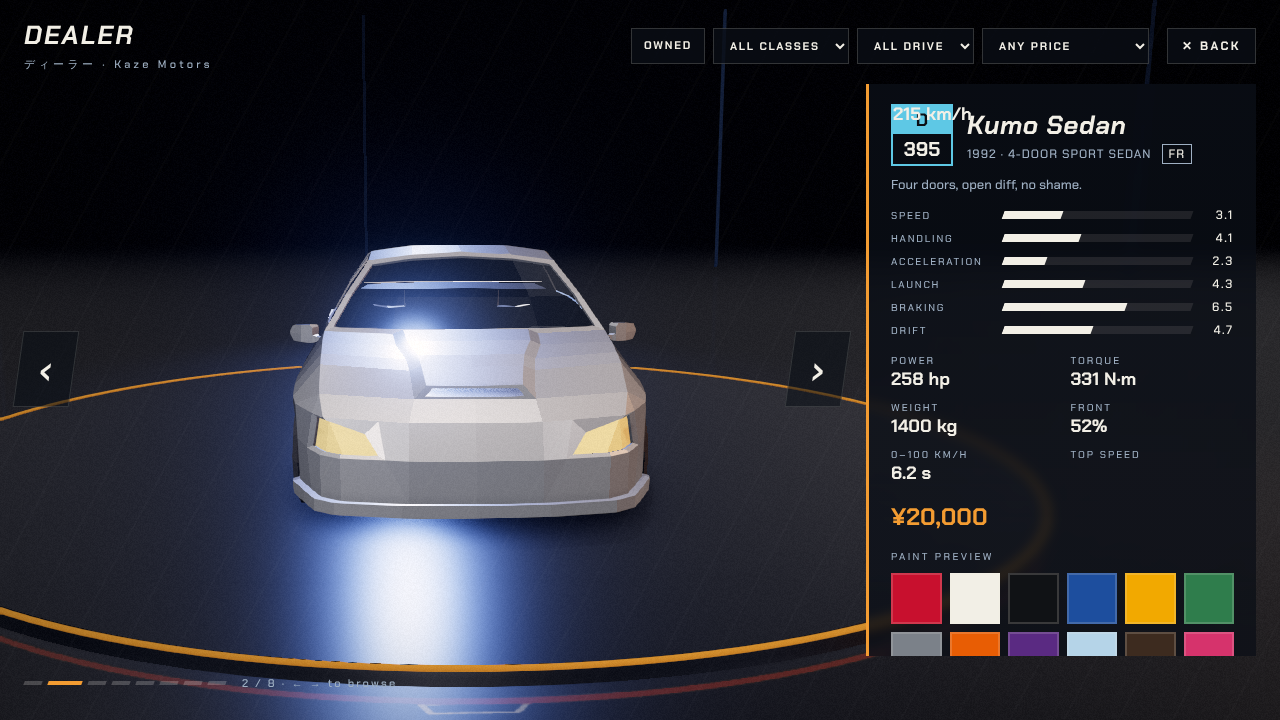 DEALER
ディーラー · Kaze Motors
OWNED
ALL CLASSES
ALL DRIVE
ANY PRICE
✕ BACK
215 km/h
D
395
Kumo Sedan
1992 · 4-DOOR SPORT SEDAN FR
Four doors, open diff, no shame.
SPEED 3.1
HANDLING 4.1
ACCELERATION 2.3
LAUNCH 4.3
BRAKING 6.5
DRIFT 4.7
POWER TORQUE
258 hp 331 N·m
WEIGHT FRONT
1400 kg 52%
0–100 KM/H TOP SPEED
6.2 s
¥20,000
PAINT PREVIEW
‹ ›
2 / 8 · ← → to browse